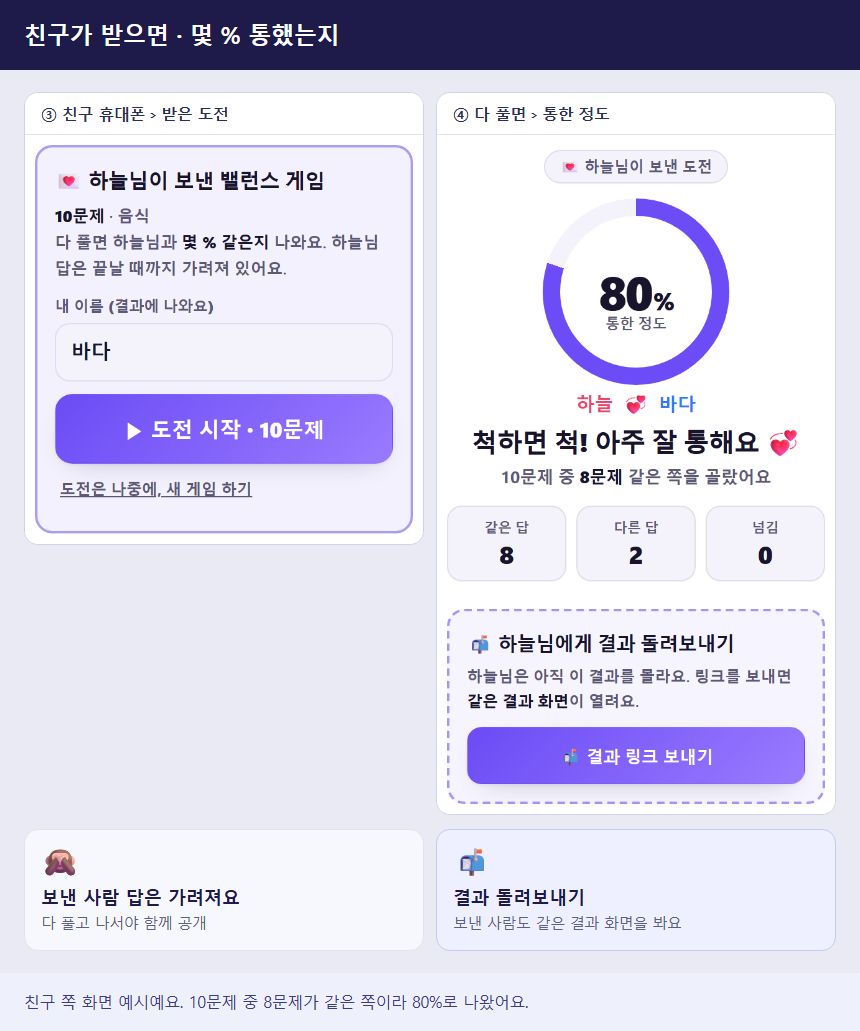 친구가 받으면 · 몇 % 통했는지
③ 친구 휴대폰 > 받은 도전
하늘님이 보낸 밸런스 게임
10문제 · 음식
다 풀면 하늘님과 몇 % 같은지 나와요. 하늘님
답은 끝날 때까지 가려져 있어요.
내 이름 (결과에 나와요)
바다
▶ 도전 시작 · 10문제
도전은 나중에, 새 게임 하기
④ 다 풀면 > 통한 정도
하늘님이 보낸 도전
80%
통한 정도
하늘 💞 바다
척하면 척! 아주 잘 통해요 💞
10문제 중 8문제 같은 쪽을 골랐어요
같은 답 다른 답 넘김
8 2 0
하늘님에게 결과 돌려보내기
하늘님은 아직 이 결과를 몰라요. 링크를 보내면
같은 결과 화면이 열려요.
결과 링크 보내기
보낸 사람 답은 가려져요
다 풀고 나서야 함께 공개
결과 돌려보내기
보낸 사람도 같은 결과 화면을 봐요
친구 쪽 화면 예시예요. 10문제 중 8문제가 같은 쪽이라 80%로 나왔어요.